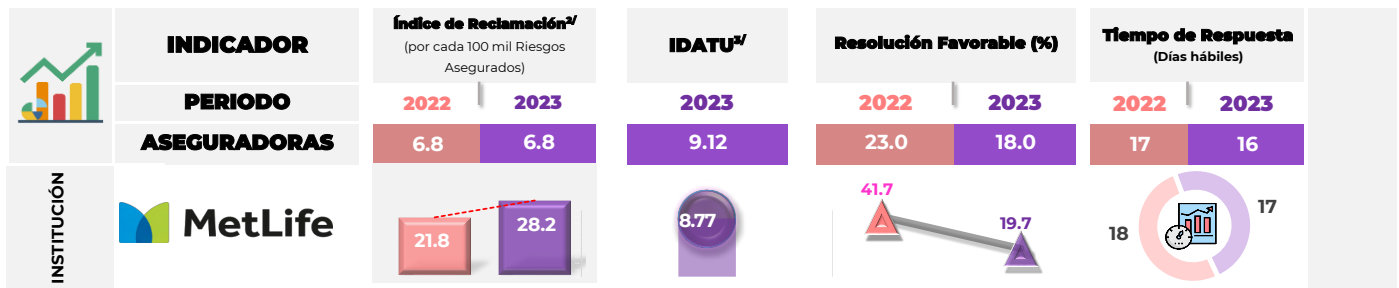 INDICADOR
Índice de Reclamación2/
(por cada 100 mil Riesgos
Asegurados)
IDATU3/
Resolución Favorable (%)
Tiempo de Respuesta
(Días hábiles)
PERIODO
2022 2023
2023
2022 2023
2022 2023
ASEGURADORAS
6.8 6.8
9.12
23.0 18.0
17 16
INSTITUCIÓN
MetLife
21.8
28.2
8.77
41.7
19.7
18
17